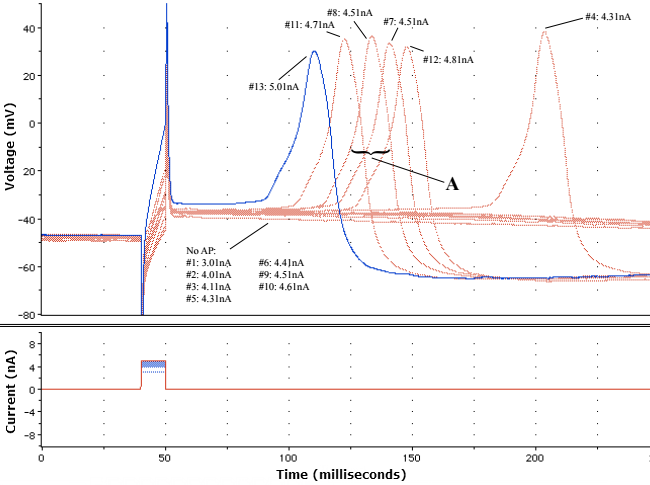 #8: 4.51nA
#11: 4.71nA
#7: 4.51nA
#4: 4.31nA
#12: 4.81nA
#13: 5.01nA
A
No AP:
#1: 3.01nA
#2: 4.01nA
#3: 4.11nA
#5: 4.31nA
#6: 4.41nA
#9: 4.51nA
#10: 4.61nA
Voltage (mV)
40
20
0
20
-40
-60
-80
Current (nA)
8
4
0
-4
-8
0
50
100
150
200
Time (milliseconds)